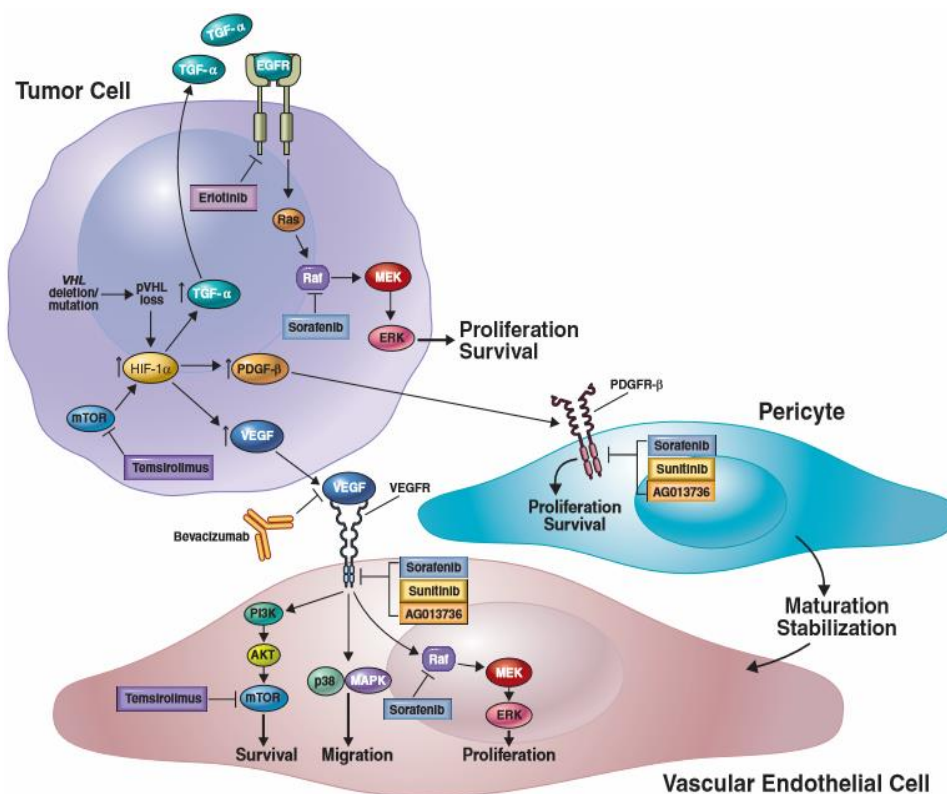 TGF-α
TGF-α
EGFR
Tumor Cell
Erlotinib
Ras
VHL
deletion/
mutation
pVHL
loss
TGF-α
Raf
MEK
Sorafenib
ERK
Proliferation
Survival
HIF-1α
PDGF-β
mTOR
VEGF
Temsirolimus
PDGFR-β
Pericyte
Sorafenib
Sunitinib
AG013736
Proliferation
Survival
VEGF
VEGFR
Bevacizumab
Sorafenib
Sunitinib
AG013736
Maturation
Stabilization
PI3K
AKT
mTOR
Temsirolimus
p38
MAPK
Raf
MEK
Sorafenib
ERK
Survival
Migration
Proliferation
Vascular Endothelial Cell